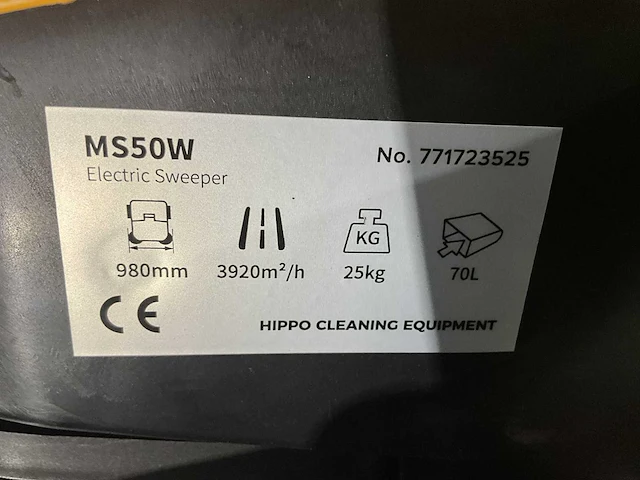 MS50W
No. 771723525
Electric Sweeper
KG
980mm
3920m²/h
25kg
70L
CE
HIPPO CLEANING EQUIPMENT